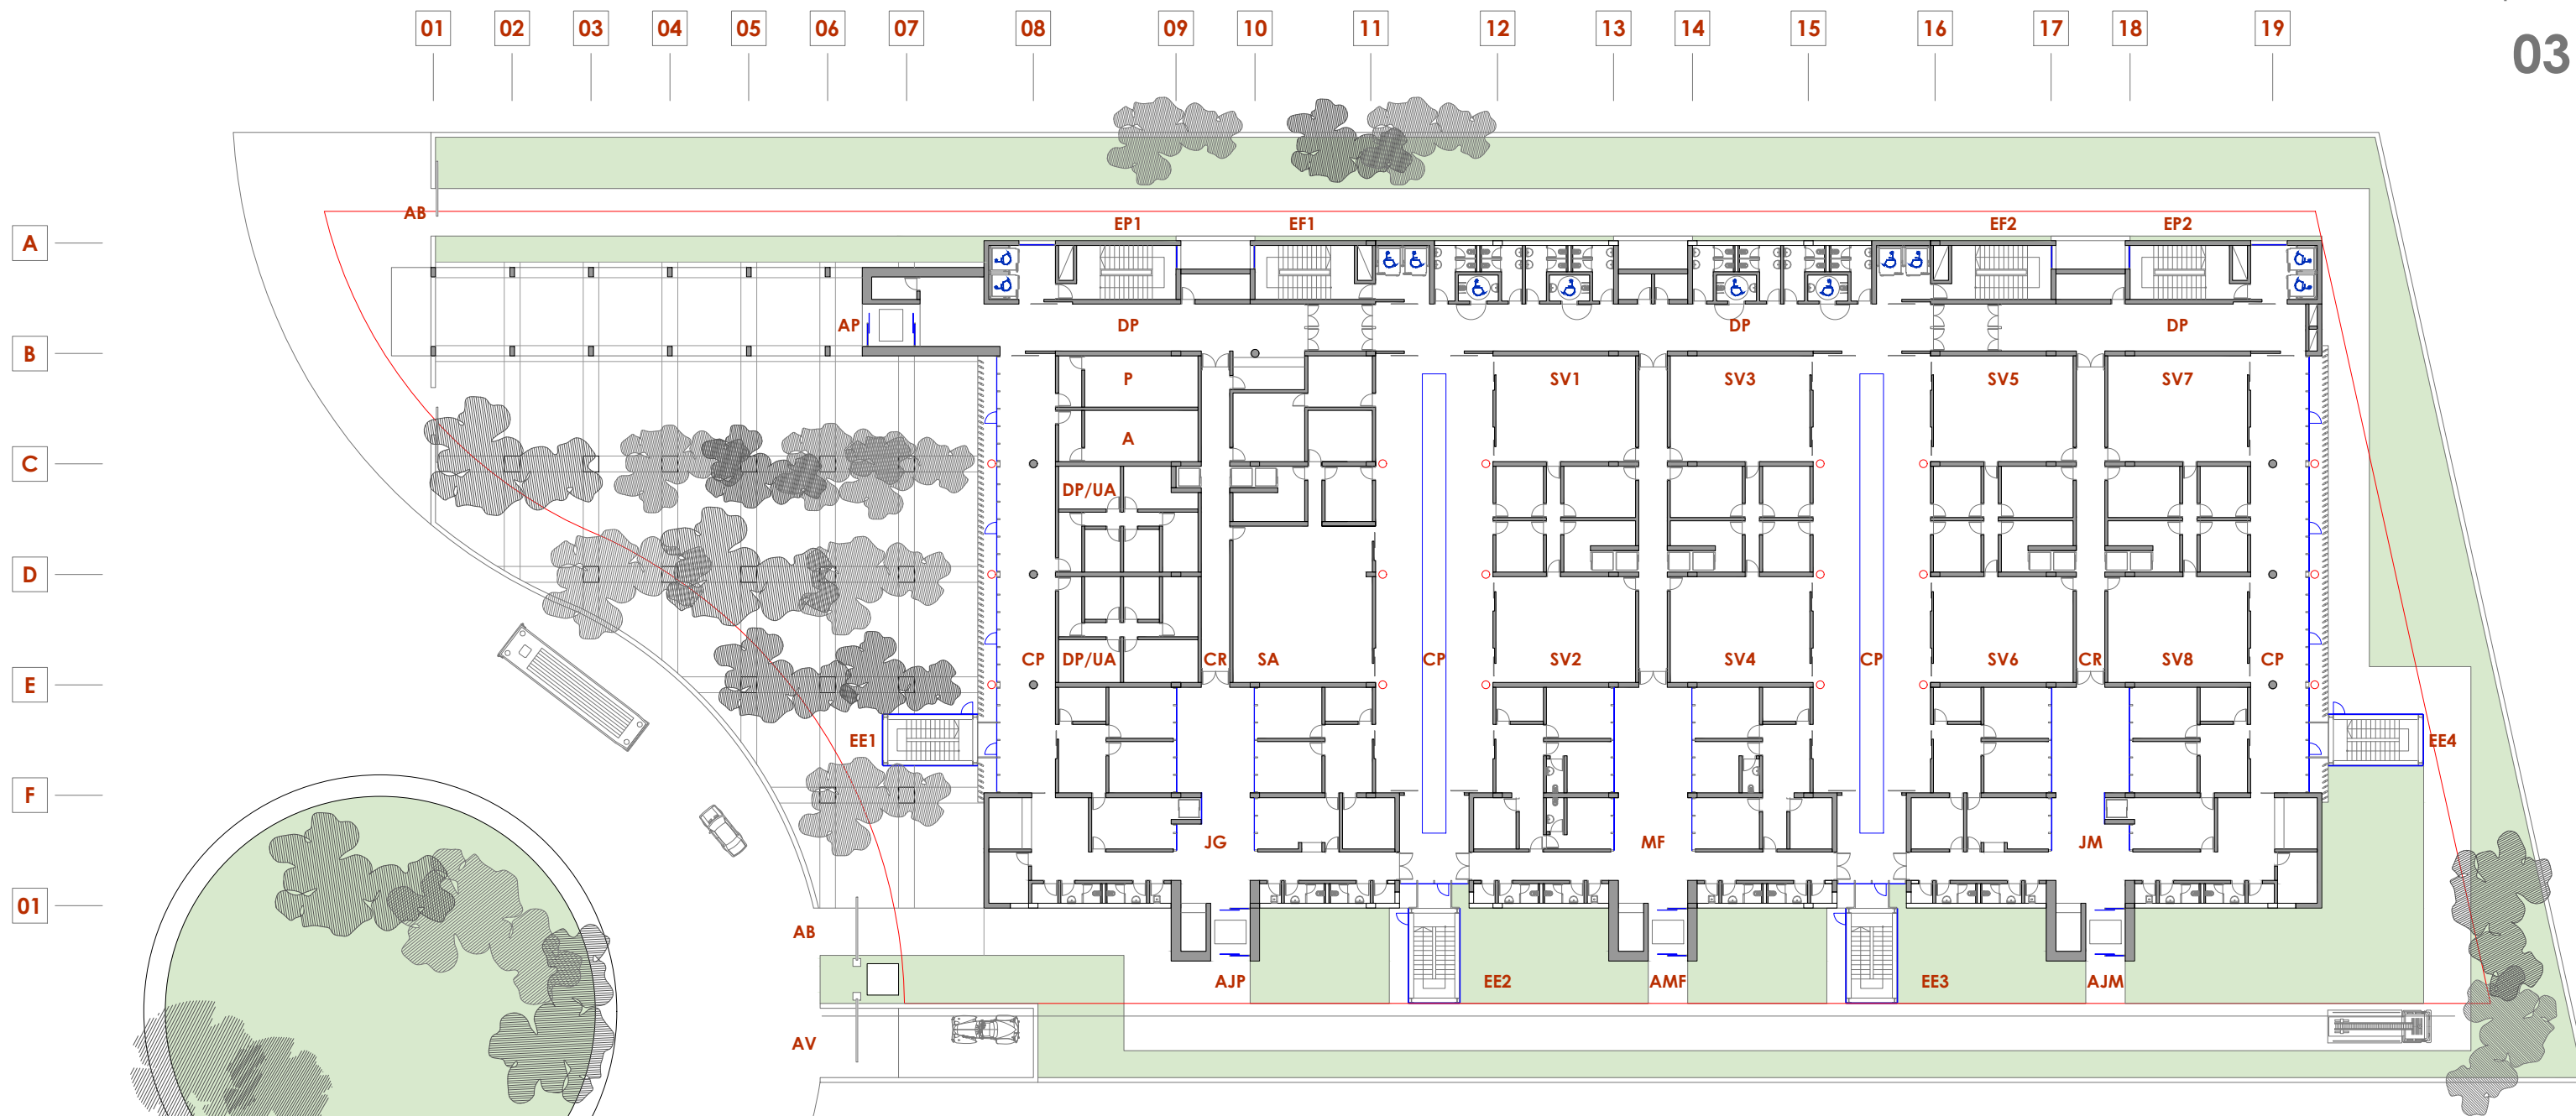 01 02 03 04 05 06 07 08 09 10 11 12 13 14 15 16 17 18 19
03
AB
EP1 EF1 EF2 EP2
A
AP DP DP DP
B
P SV1 SV3 SV5 SV7
A
C
DP/UA
D
CP DP/UA CR SA CP SV2 SV4 CP SV6 CR SV8 CP
E
EE1 EE4
F
JG MF JM
01
AB
AJP EE2 AMF EE3 AJM
AV